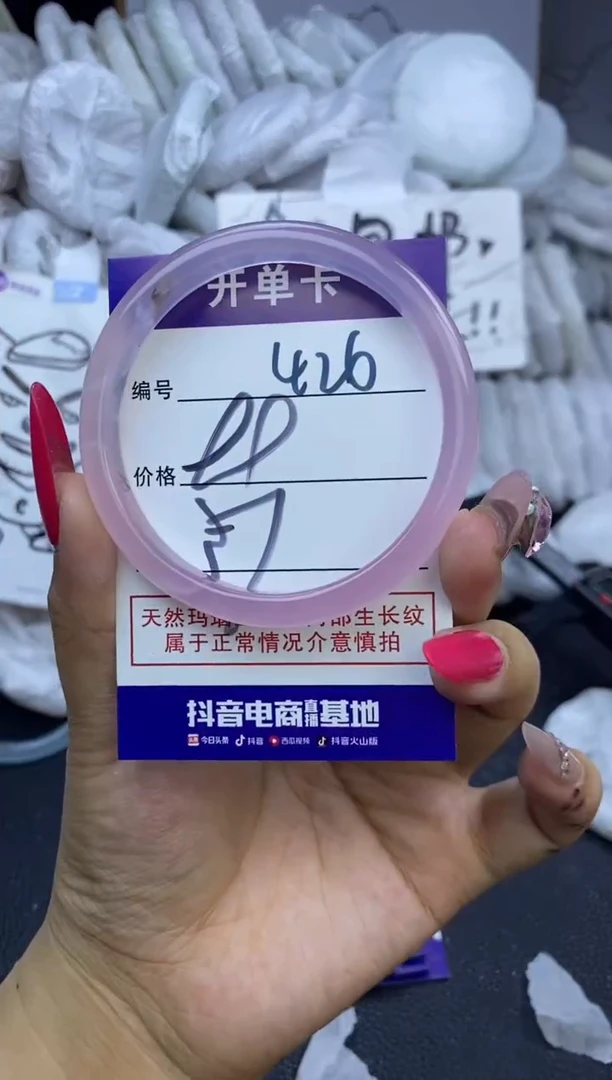 开单卡
编号 426
价格
天然玛瑙 生长纹
属于正常情况介意慎拍
抖音电商直播基地
今日头条 抖音 西瓜视频 抖音火山版